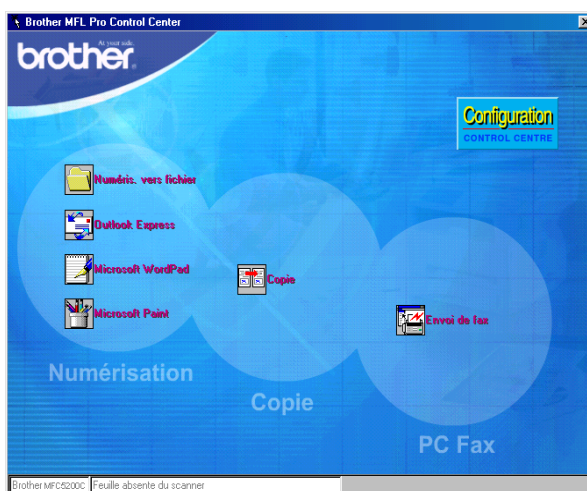 Brother MFL Pro Control Center
At your side.
brother.
Configuration
CONTROL CENTRE
Numéris. vers fichier
Outlook Express
Microsoft WordPad
Microsoft Paint
Copie
Envoi de fax
Numérisation
Copie
PC Fax
Brother MFC5200C
Feuille absente du scanner